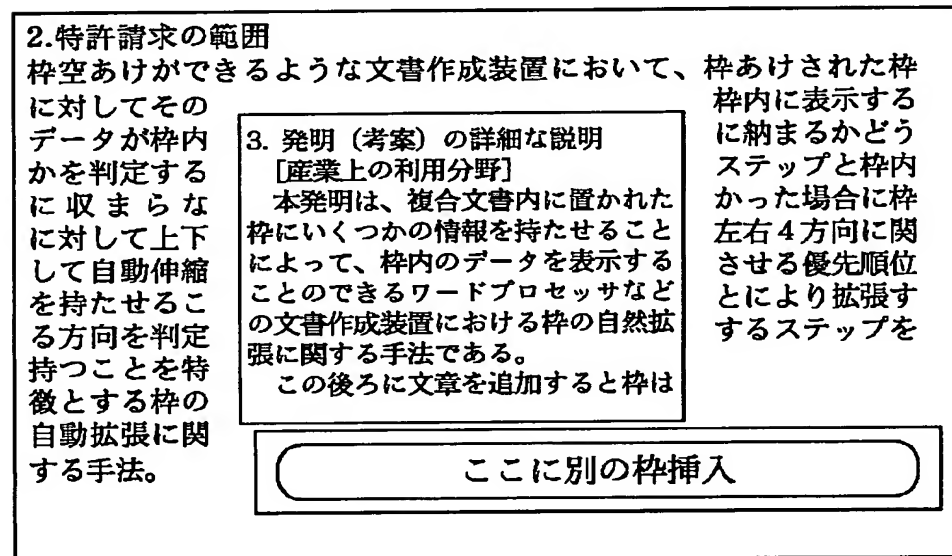 2.特許請求の範囲
枠空あけができるような文書作成装置において、枠あけされた枠
に対してその
枠内に表示する
データが枠内
に納まるかどう
かを判定する
ステップと枠内
に収まらな
かった場合に枠
に対して上下
左右4方向に関
して自動伸縮
させる優先順位
を持たせるこ
とにより拡張す
る方向を判定
するステップを
持つことを特
徴とする枠の
自動拡張に関
する手法。
3. 発明（考案）の詳細な説明
［産業上の利用分野］
本発明は、複合文書内に置かれた
枠にいくつかの情報を持たせること
によって、枠内のデータを表示する
ことのできるワードプロセッサなど
の文書作成装置における枠の自然拡
張に関する手法である。
この後ろに文章を追加すると枠は
ここに別の枠挿入